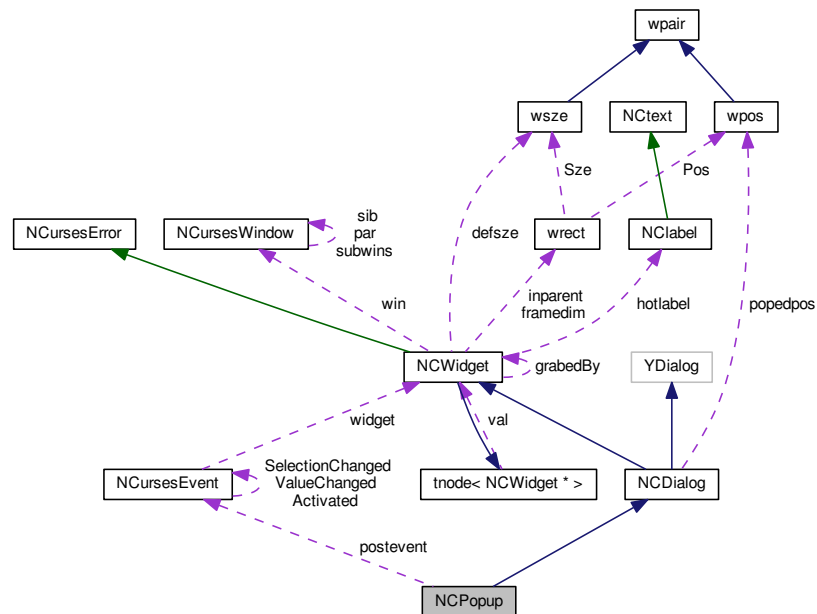 wpair
wsze
NCtext
wpos
Sze
Pos
sib
par
subwins
NCursesError
NCursesWindow
defsze
wrect
NClabel
win
inparent
framedim
hotlabel
popedpos
NCWidget
grabedBy
YDialog
widget
val
SelectionChanged
ValueChanged
Activated
NCursesEvent
tnode< NCWidget * >
NCDialog
postevent
NCPopup